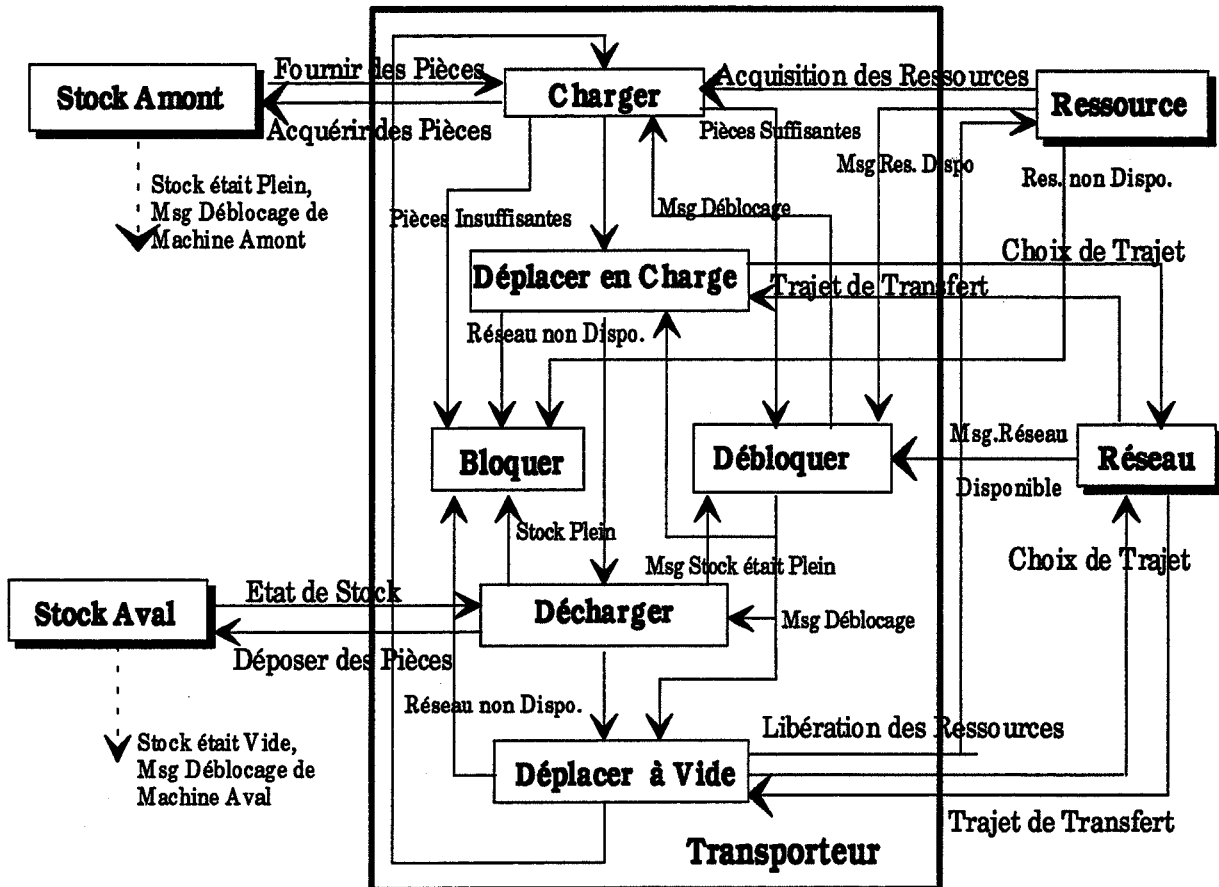 Fournir des Pièces
Acquisition des Ressources
Stock Amont
Charger
Ressource
Acquérir des Pièces
Pièces Suffisantes
Msg Res. Dispo
Res. non Dispo.
Stock était Plein,
Msg Déblocage de
Machine Amont
Pièces Insuffisantes
Msg Déblocage
Choix de Trajet
Déplacer en Charge
Trajet de Transfert
Réseau non Dispo.
Bloquer
Débloquer
Msg.Réseau
Disponible
Réseau
Stock Plein
Msg Stock était Plein
Choix de Trajet
Etat de Stock
Stock Aval
Décharger
Msg Déblocage
Déposer des Pièces
Réseau non Dispo.
Libération des Ressources
Stock était Vide,
Msg Déblocage de
Machine Aval
Déplacer à Vide
Trajet de Transfert
Transporteur